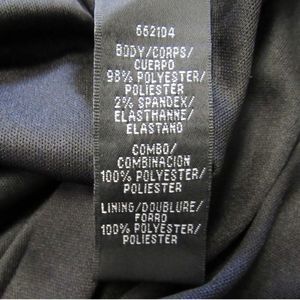 662104
BODY/CORPS/
CUERPO
98% POLYESTER/
POLIESTER
2% SPANDEX/
ELASTHANNE/
ELASTANO
COMBO/
COMBINACION
100% POLYESTER/
POLIESTER
LINING/DOUBLURE/
FORRO
100% POLYESTER/
POLIESTER